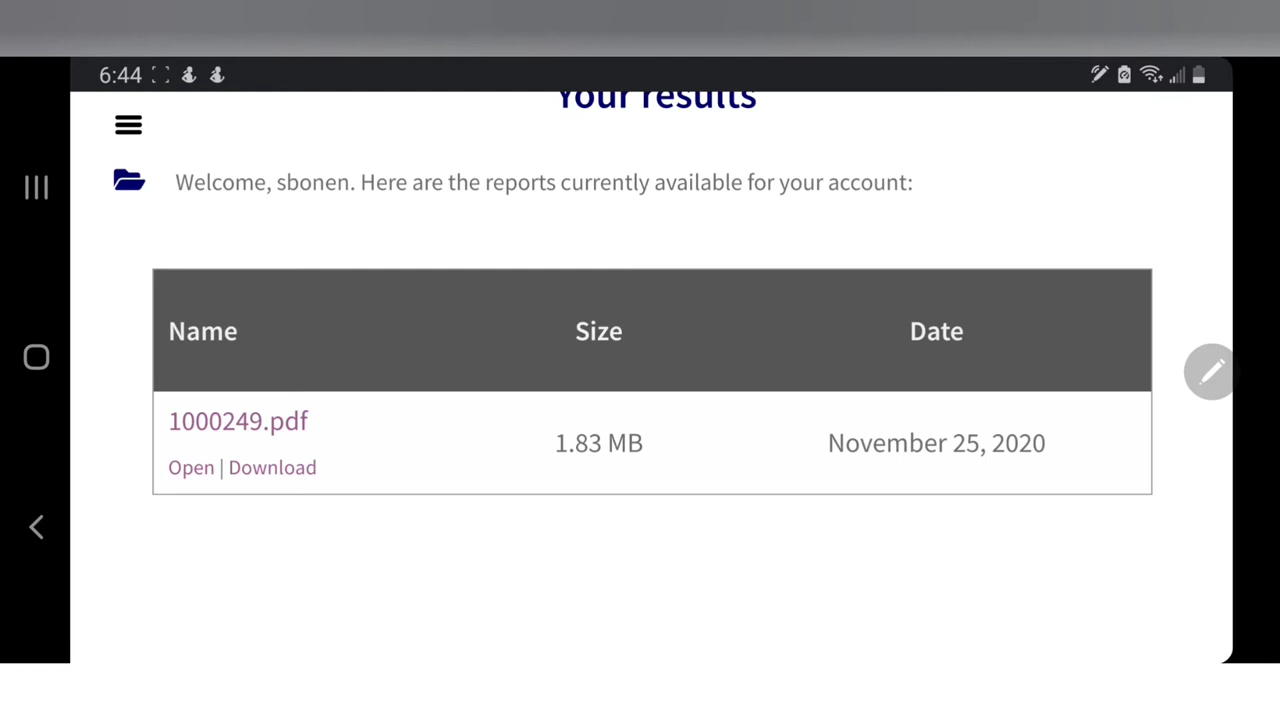 6:44
Your results
Welcome, sbonen. Here are the reports currently available for your account:
Name Size Date
1000249.pdf
1.83 MB November 25, 2020
Open | Download